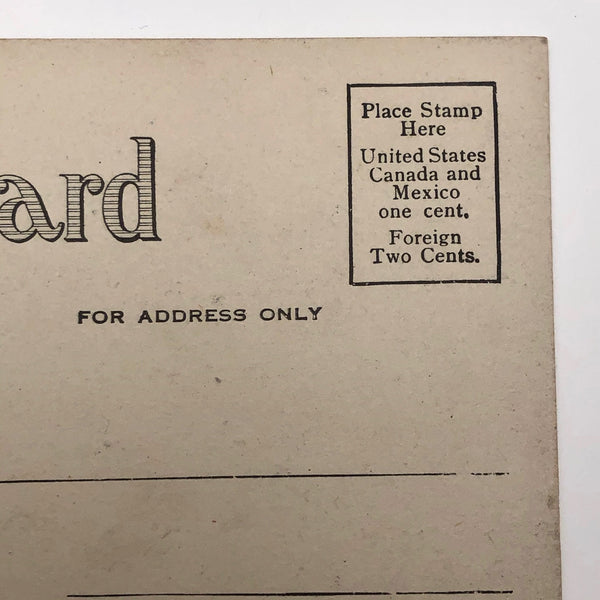 Place Stamp
Here
United States
Canada and
Mexico
one cent.
Foreign
Two Cents.
ard
FOR ADDRESS ONLY